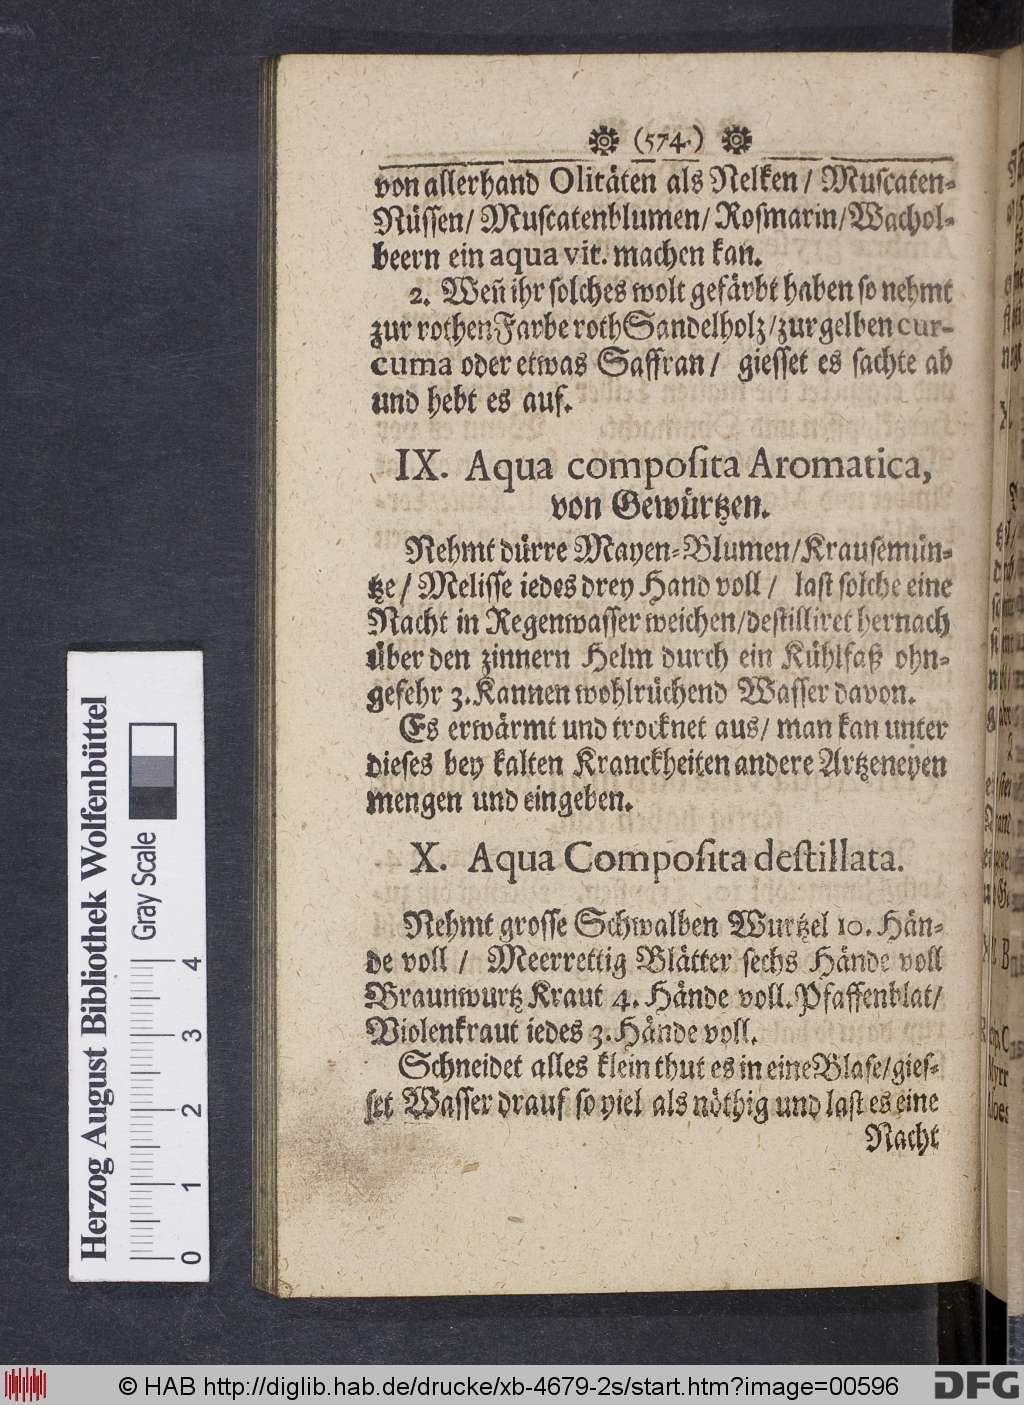 (574.)
von allerhand Olitäten als Nelken / Muscaten-
Nüssen/ Muscatenblumen/ Rosmarin/ Wachol-
beern ein aqua vit. machen kan.
2. Weñ ihr solches wolt gefärbt haben so nehmt
zur rothen Farbe roth Sandelholz/ zur gelben cur-
cuma oder etwas Saffran / giesset es sachte ab
und hebt es auf.
IX. Aqua composita Aromatica,
von Gewürtzen.
Nehmt dürre Mayen-Blumen/ Krausemün-
tze / Melisse iedes drey Hand voll / last solche eine
Nacht in Regenwasser weichen/ destilliret hernach
über den zinnern Helm durch ein Kühlfaß ohn-
gefehr 3. Kannen wohlrüchend Wasser davon.
Es erwärmt und trocknet aus/ man kan unter
dieses bey kalten Kranckheiten andere Artzeneyen
mengen und eingeben.
X. Aqua Composita destillata.
Nehmt grosse Schwalben Wurtzel 10. Hän-
de voll / Meerrettig Blätter sechs Hände voll
Braunwurtz Kraut 4. Hände voll. Pfaffenblat/
Violenkraut iedes 3. Hände voll.
Schneidet alles klein thut es in eine Blase/ gies-
set Wasser drauf so viel als nöthig und last es eine
Nacht
Herzog August Bibliothek Wolfenbüttel
Gray Scale
0 1 2 3 4
© HAB http://diglib.hab.de/drucke/xb-4679-2s/start.htm?image=00596
DFG